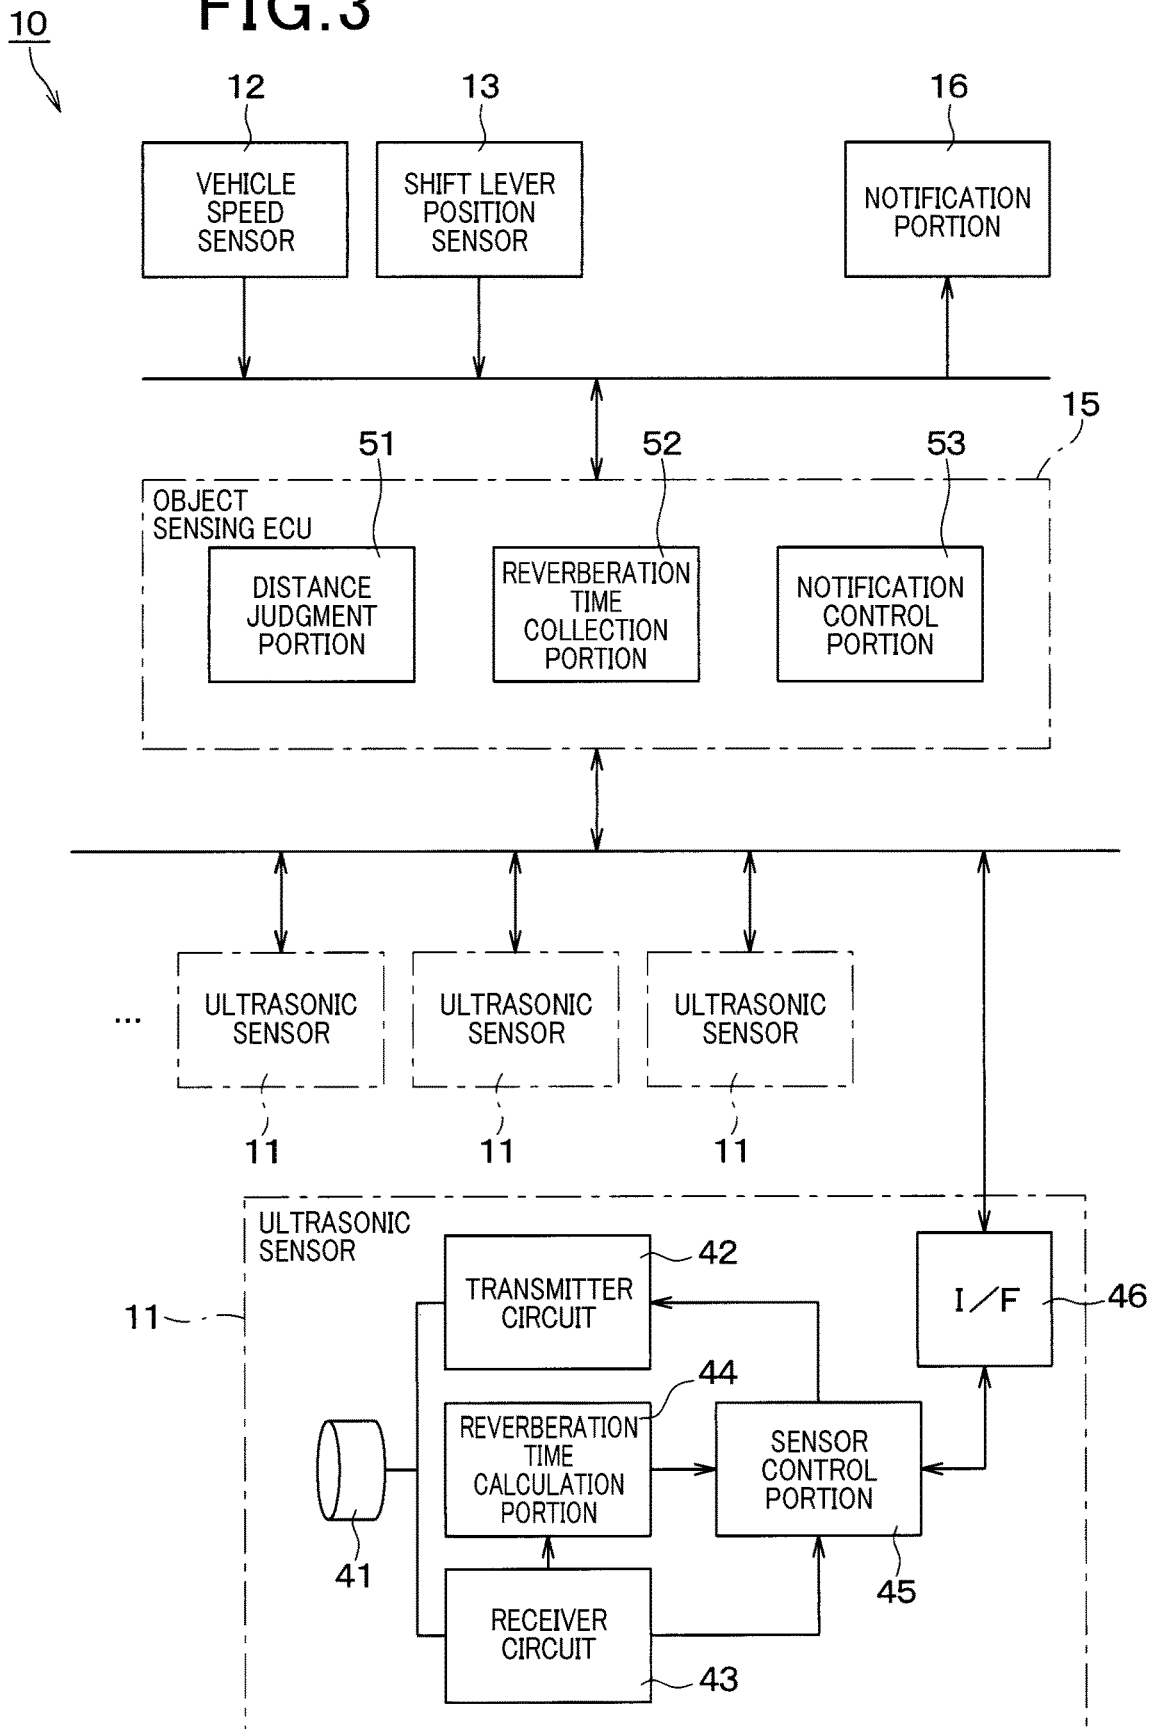 FIG.3
10
12
13
16
VEHICLE
SPEED
SENSOR
SHIFT LEVER
POSITION
SENSOR
NOTIFICATION
PORTION
15
51
52
53
OBJECT
SENSING ECU
DISTANCE
JUDGMENT
PORTION
REVERBERATION
TIME
COLLECTION
PORTION
NOTIFICATION
CONTROL
PORTION
...
ULTRASONIC
SENSOR
ULTRASONIC
SENSOR
ULTRASONIC
SENSOR
11
11
11
ULTRASONIC
SENSOR
11
42
TRANSMITTER
CIRCUIT
I/F
46
44
REVERBERATION
TIME
CALCULATION
PORTION
SENSOR
CONTROL
PORTION
41
45
RECEIVER
CIRCUIT
43